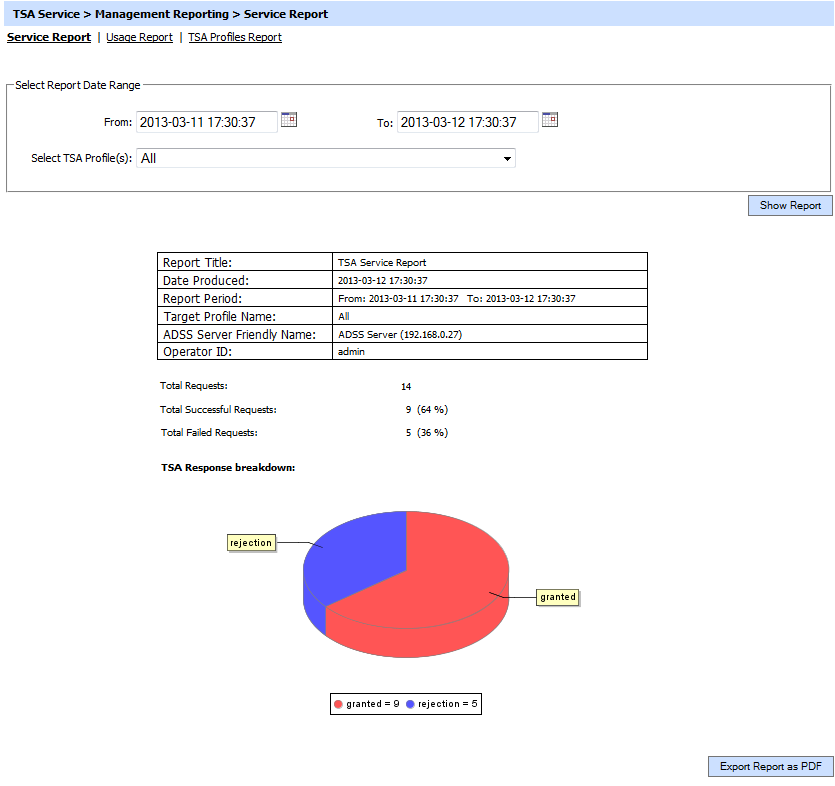 TSA Service > Management Reporting > Service Report
Service Report | Usage Report | TSA Profiles Report
Select Report Date Range
From: 2013-03-11 17:30:37 To: 2013-03-12 17:30:37
Select TSA Profile(s): All
Show Report
Report Title: TSA Service Report
Date Produced: 2013-03-12 17:30:37
Report Period: From: 2013-03-11 17:30:37 To: 2013-03-12 17:30:37
Target Profile Name: All
ADSS Server Friendly Name: ADSS Server (192.168.0.27)
Operator ID: admin
Total Requests: 14
Total Successful Requests: 9 (64 %)
Total Failed Requests: 5 (36 %)
TSA Response breakdown:
rejection
granted
granted = 9 rejection = 5
Export Report as PDF